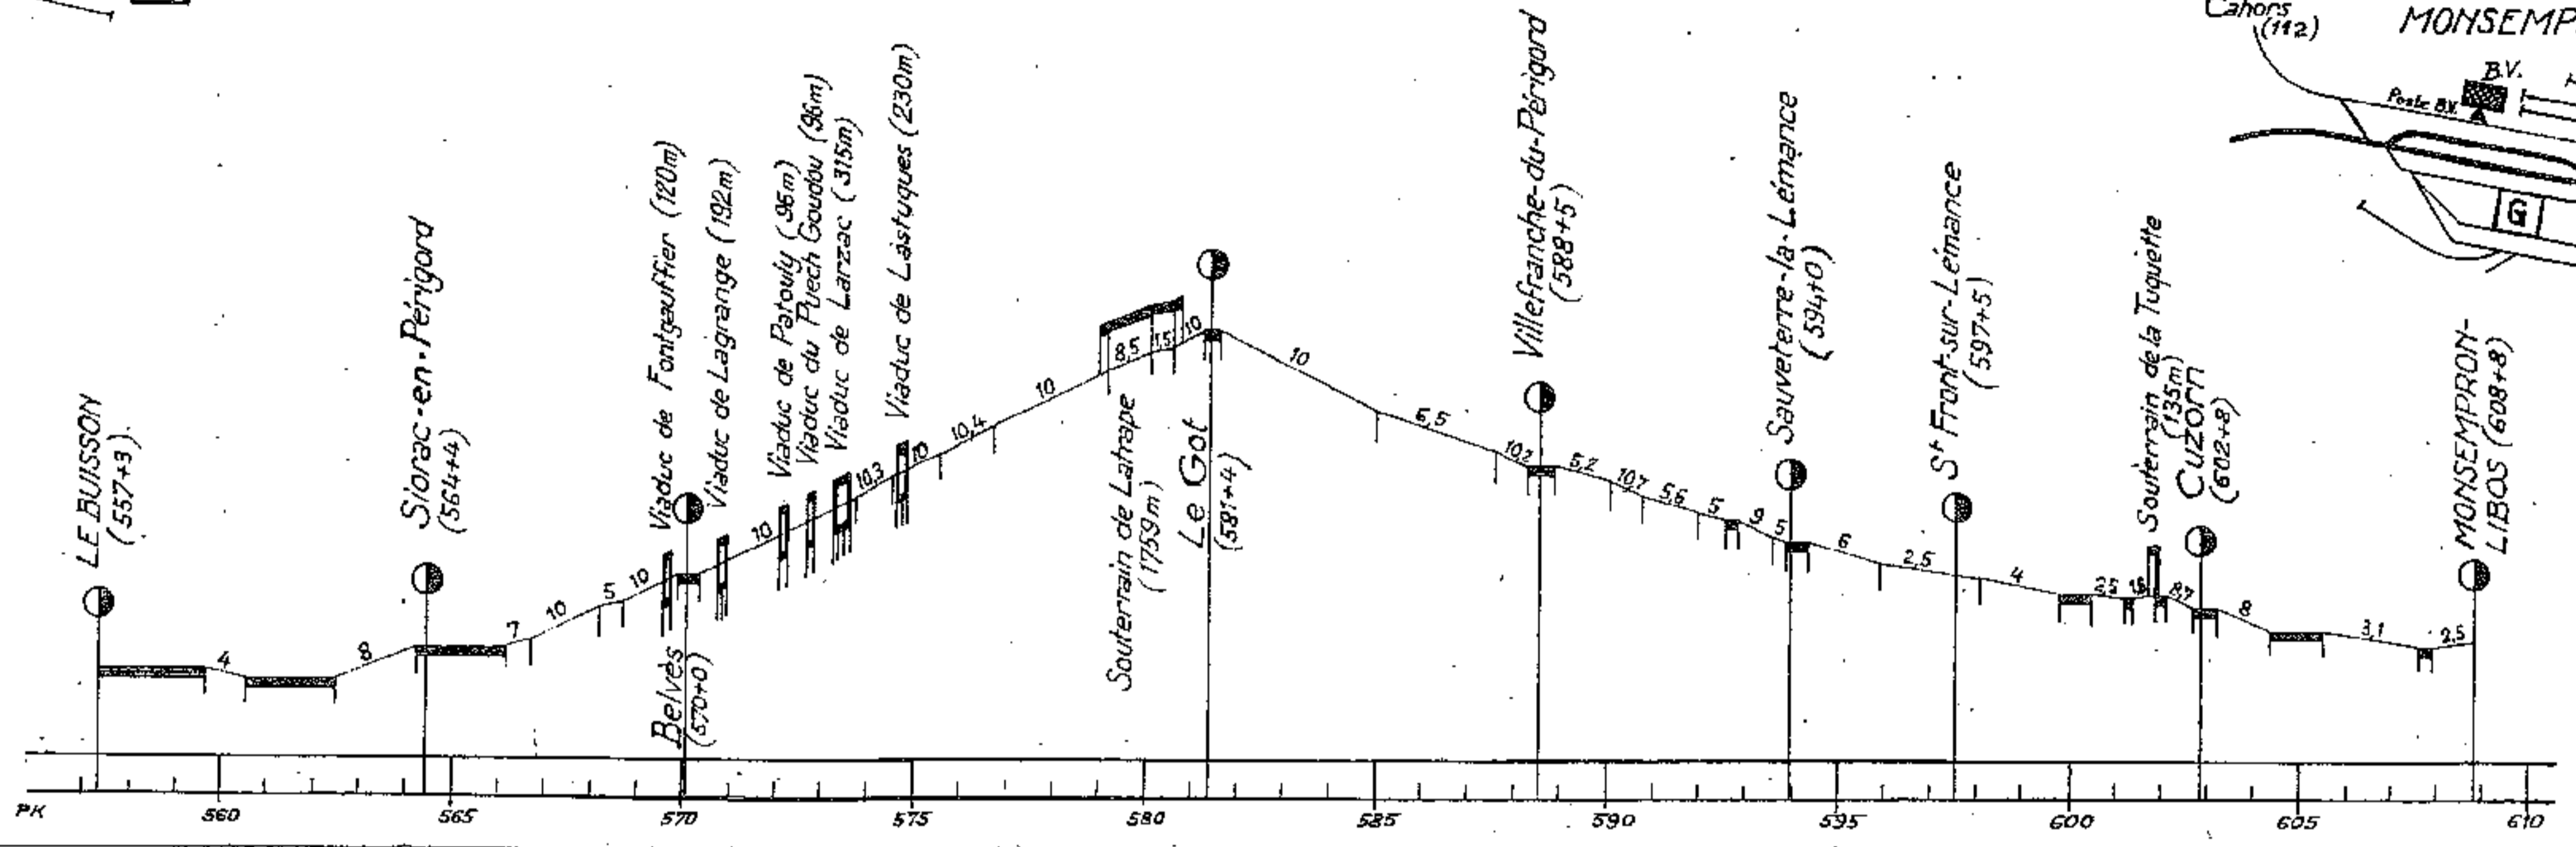 Cahors
(112)
MONSEMP
B.V.
Poste B.V.
G
LE BUISSON
(557+3)
Siorac-en-Périgord
(564+4)
Viaduc de Fontgauffier (120m)
Belvès
(570+0)
Viaduc de Lagrange (192m)
Viaduc de Patouly (96m)
Viaduc du Puech Goudou (96m)
Viaduc de Larzac (315m)
Viaduc de Lastuques (230m)
Souterrain de Latrape
(1759m)
Le Got
(581+4)
Villefranche-du-Périgord
(588+5)
Sauveterre-la-Lémance
(594+0)
St Front-sur-Lémance
(597+5)
Souterrain de la Tuquette
(135m)
Cuzorn
(602+8)
MONSEMPRON-
LIBOS (608+8)
4 8 7 10 5 10 10 10,3 10 10,4 10 8,5 1,5 10 10 6,5 10,2 5,2 10,7 5,6 5 9 5 6 2,5 4 2,5 1,5 8,7 8 3,1 2,5
PK 560 565 570 575 580 585 590 595 600 605 610